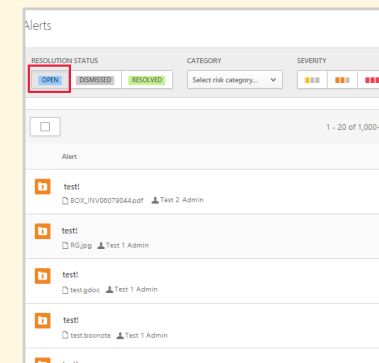 Alerts
RESOLUTION STATUS CATEGORY SEVERITY
OPEN DISMISSED RESOLVED Select risk category...
1 - 20 of 1,000+
Alert
test!
BOX_INV06079044.pdf Test 2 Admin
test!
RG.jpg Test 1 Admin
test!
test.gdoc Test 1 Admin
test!
test.boxnote Test 1 Admin
test!